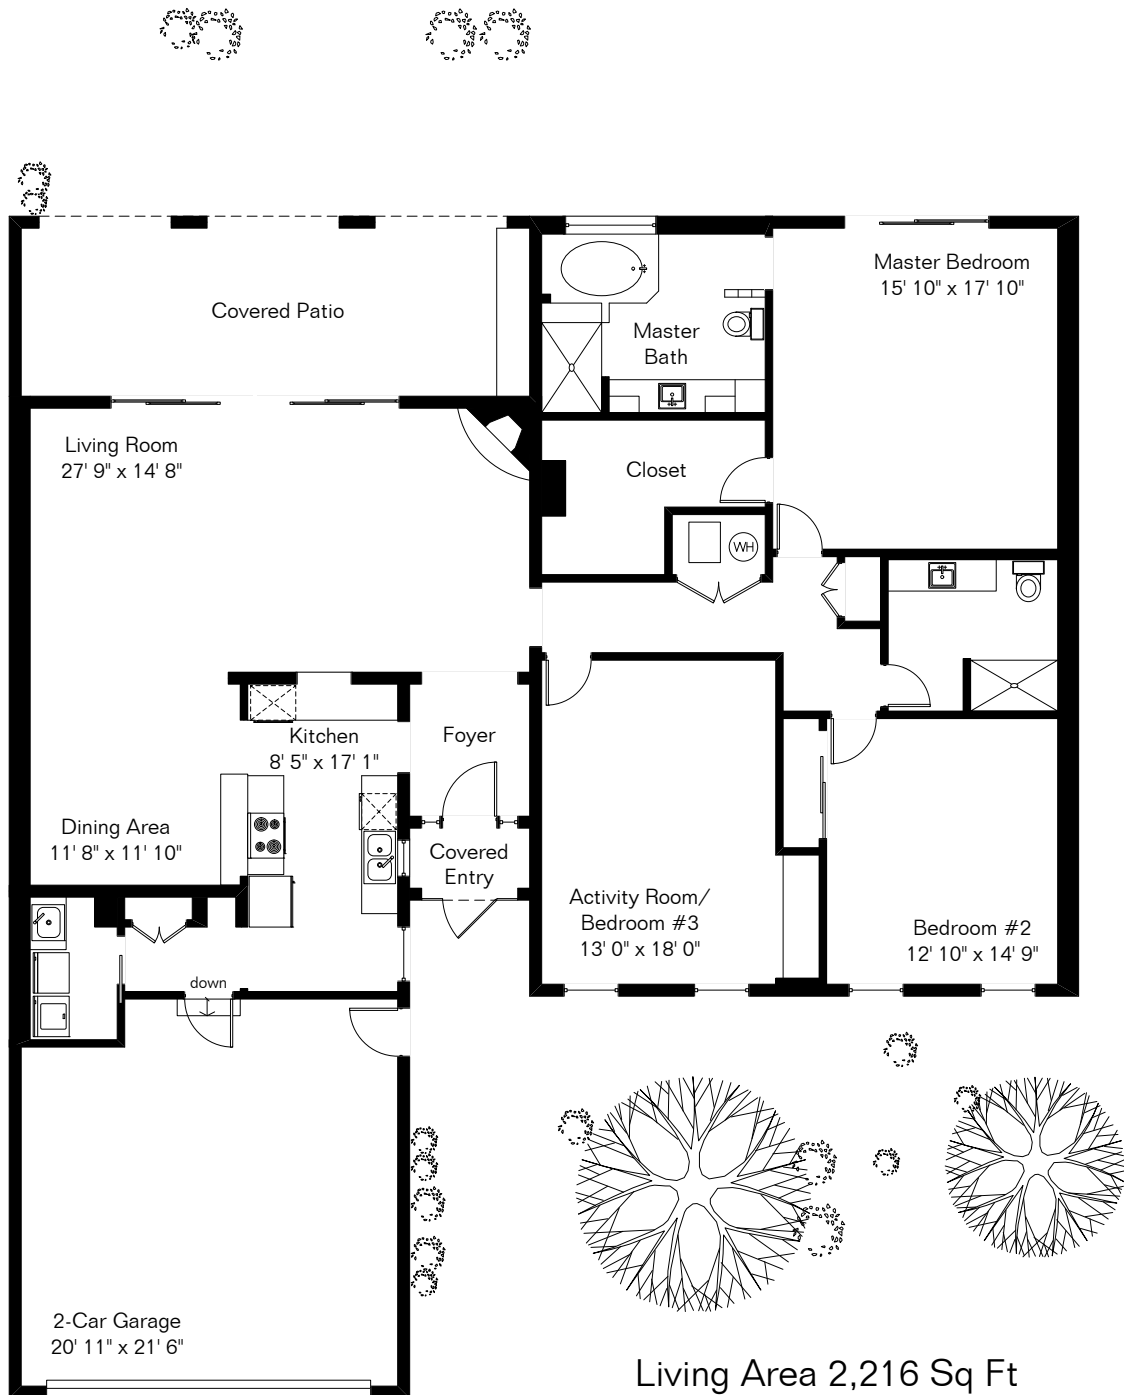 Covered Patio
Master Bedroom
15' 10" x 17' 10"
Master
Bath
Living Room
27' 9" x 14' 8"
Closet
WH
Kitchen
8' 5" x 17' 1"
Foyer
Dining Area
11' 8" x 11' 10"
Covered
Entry
Activity Room/
Bedroom #3
13' 0" x 18' 0"
Bedroom #2
12' 10" x 14' 9"
down
2-Car Garage
20' 11" x 21' 6"
Living Area 2,216 Sq Ft